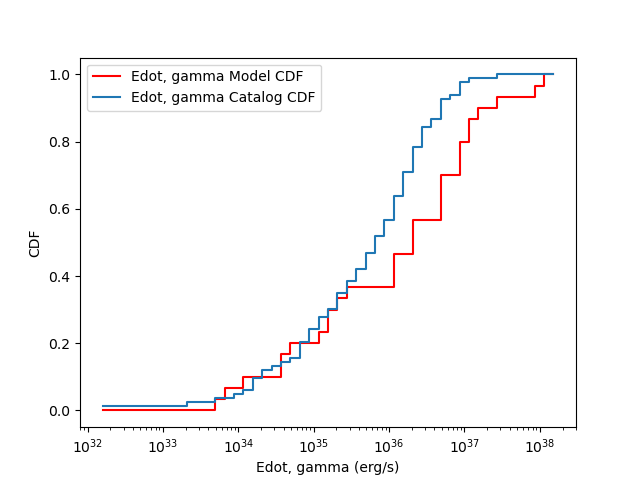 Edot, gamma Model CDF
Edot, gamma Catalog CDF
1.0
0.8
0.6
0.4
0.2
0.0
CDF
10^32 10^33 10^34 10^35 10^36 10^37 10^38
Edot, gamma (erg/s)